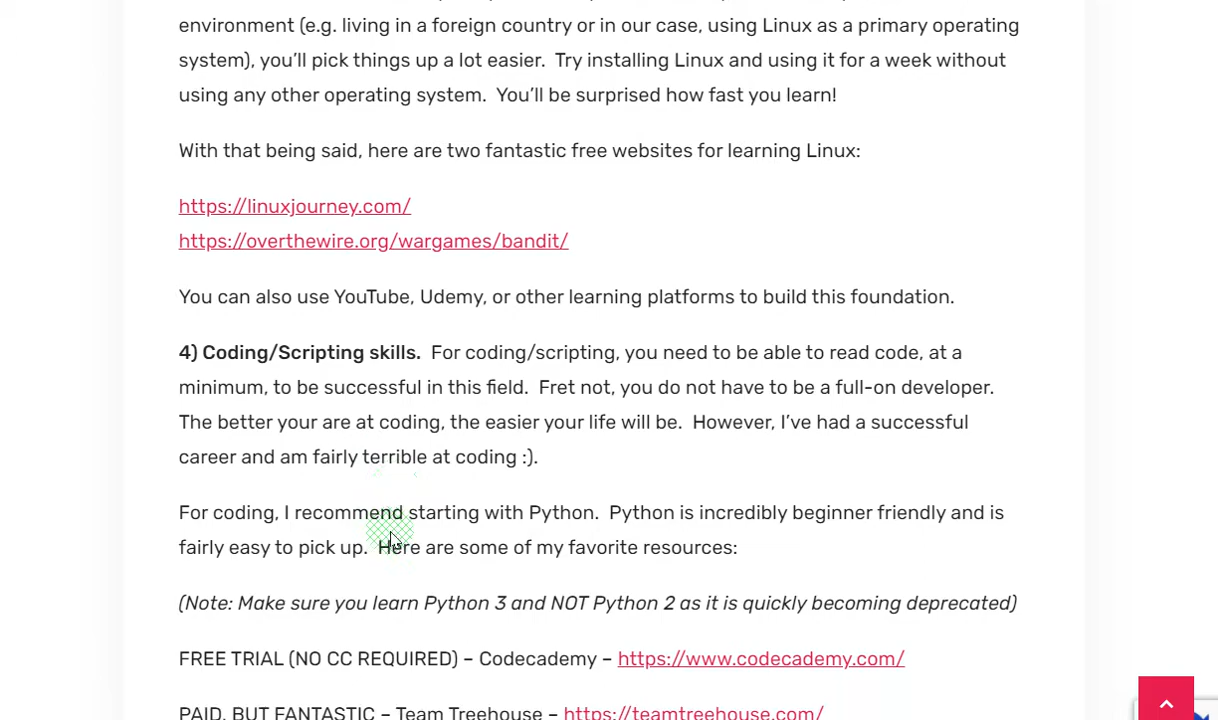 environment (e.g. living in a foreign country or in our case, using Linux as a primary operating
system), you’ll pick things up a lot easier.  Try installing Linux and using it for a week without
using any other operating system.  You’ll be surprised how fast you learn!
With that being said, here are two fantastic free websites for learning Linux:
https://linuxjourney.com/
https://overthewire.org/wargames/bandit/
You can also use YouTube, Udemy, or other learning platforms to build this foundation.
4) Coding/Scripting skills.  For coding/scripting, you need to be able to read code, at a
minimum, to be successful in this field.  Fret not, you do not have to be a full-on developer.
The better your are at coding, the easier your life will be.  However, I’ve had a successful
career and am fairly terrible at coding :).
For coding, I recommend starting with Python.  Python is incredibly beginner friendly and is
fairly easy to pick up.  Here are some of my favorite resources:
(Note: Make sure you learn Python 3 and NOT Python 2 as it is quickly becoming deprecated)
FREE TRIAL (NO CC REQUIRED) – Codecademy – https://www.codecademy.com/
PAID, BUT FANTASTIC – Team Treehouse – https://teamtreehouse.com/